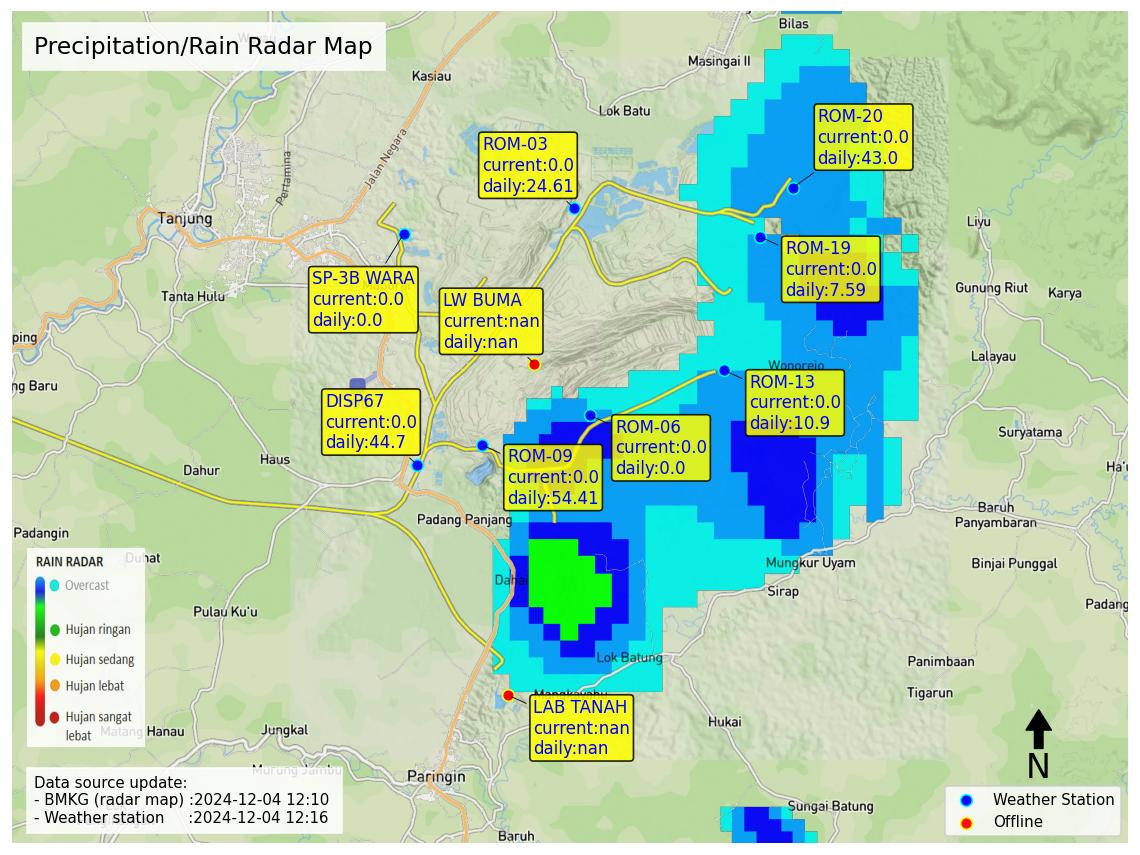 Precipitation/Rain Radar Map
Bilas
Masingai II
Kasiau
Lok Batu
Jalan Negara
Pertamina
Tanjung
Tanta Hulu
ROM-20
current:0.0
daily:43.0
ROM-03
current:0.0
daily:24.61
ROM-19
current:0.0
daily:7.59
SP-3B WARA
current:0.0
daily:0.0
LW BUMA
current:nan
daily:nan
Liyu
Gunung Riut
Karya
Lalayau
ping
ng Baru
Wonorejo
ROM-13
current:0.0
daily:10.9
DISP67
current:0.0
daily:44.7
ROM-06
current:0.0
daily:0.0
ROM-09
current:0.0
daily:54.41
Suryatama
Ha'u
Haus
Dahur
Padang Panjang
Baruh
Panyambaran
Padangin
Duhat
Mungkur Uyam
Binjai Punggal
Dahai
Sirap
Padang
Pulau Ku'u
RAIN RADAR
Overcast
Hujan ringan
Hujan sedang
Hujan lebat
Hujan sangat
lebat
Lok Batung
Panimbaan
Tigarun
Mangkayahu
LAB TANAH
current:nan
daily:nan
Hukai
Matang Hanau
Jungkal
Murung Jambu
Paringin
Sungai Batung
Baruh
N
Data source update:
- BMKG (radar map) :2024-12-04 12:10
- Weather station :2024-12-04 12:16
Weather Station
Offline